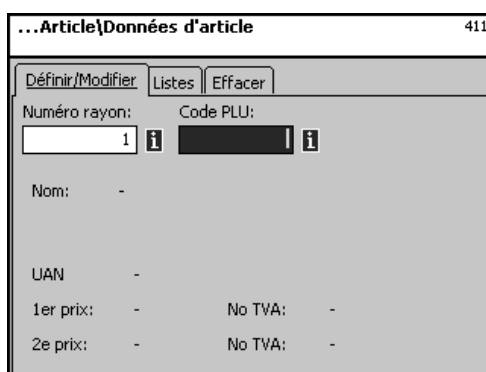 ...Article\Données d'article 411
Définir/Modifier Listes Effacer
Numéro rayon: Code PLU:
1 i i
Nom: -
UAN -
1er prix: - No TVA: -
2e prix: - No TVA: -